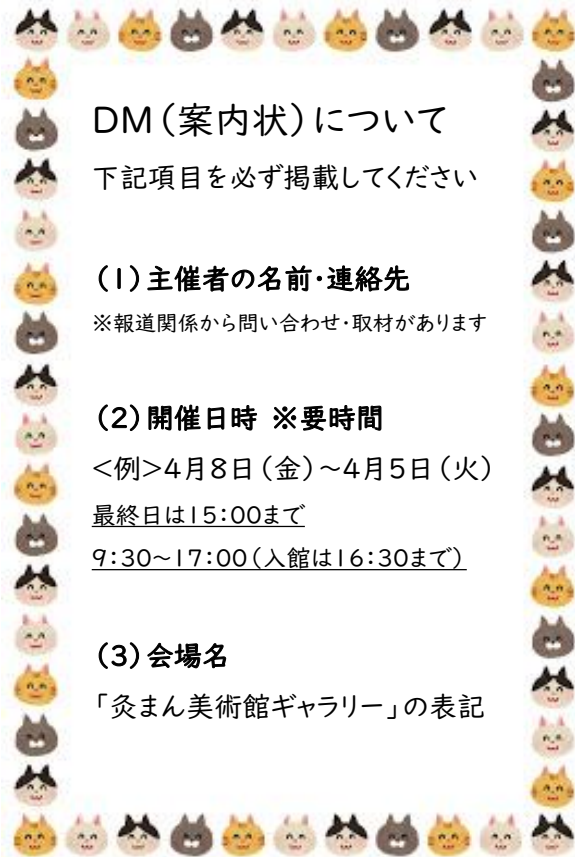 DM(案内状)について
下記項目を必ず掲載してください
(1)主催者の名前・連絡先
※報道関係から問い合わせ・取材があります
(2)開催日時 ※要時間
<例>4月8日(金)~4月5日(火)
最終日は15:00まで
9:30~17:00(入館は16:30まで)
(3)会場名
「灸まん美術館ギャラリー」の表記